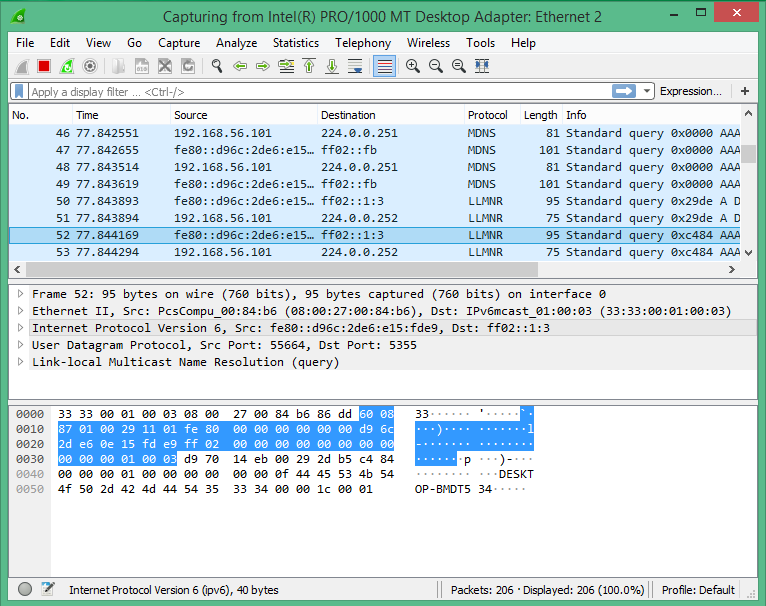 Capturing from Intel(R) PRO/1000 MT Desktop Adapter: Ethernet 2
File Edit View Go Capture Analyze Statistics Telephony Wireless Tools Help
Apply a display filter ... <Ctrl-/> Expression... +
No. Time Source Destination Protocol Length Info
46 77.842551 192.168.56.101 224.0.0.251 MDNS 81 Standard query 0x0000 AAA
47 77.842655 fe80::d96c:2de6:e15… ff02::fb MDNS 101 Standard query 0x0000 AAA
48 77.843514 192.168.56.101 224.0.0.251 MDNS 81 Standard query 0x0000 AAA
49 77.843619 fe80::d96c:2de6:e15… ff02::fb MDNS 101 Standard query 0x0000 AAA
50 77.843893 fe80::d96c:2de6:e15… ff02::1:3 LLMNR 95 Standard query 0x29de A D
51 77.843894 192.168.56.101 224.0.0.252 LLMNR 75 Standard query 0x29de A D
52 77.844169 fe80::d96c:2de6:e15… ff02::1:3 LLMNR 95 Standard query 0xc484 AAA
53 77.844294 192.168.56.101 224.0.0.252 LLMNR 75 Standard query 0xc484 AAA
Frame 52: 95 bytes on wire (760 bits), 95 bytes captured (760 bits) on interface 0
Ethernet II, Src: PcsCompu_00:84:b6 (08:00:27:00:84:b6), Dst: IPv6mcast_01:00:03 (33:33:00:01:00:03)
Internet Protocol Version 6, Src: fe80::d96c:2de6:e15:fde9, Dst: ff02::1:3
User Datagram Protocol, Src Port: 55664, Dst Port: 5355
Link-local Multicast Name Resolution (query)
0000 33 33 00 01 00 03 08 00 27 00 84 b6 86 dd 60 08 33······ '·····`·
0010 87 01 00 29 11 01 fe 80 00 00 00 00 00 00 d9 6c ···)···· ·······l
0020 2d e6 0e 15 fd e9 ff 02 00 00 00 00 00 00 00 00 -······· ········
0030 00 00 00 01 00 03 d9 70 14 eb 00 29 2d b5 c4 84 ·······p ···)-···
0040 00 00 00 01 00 00 00 00 00 00 0f 44 45 53 4b 54 ········ ···DESKT
0050 4f 50 2d 42 4d 44 54 35 33 34 00 00 1c 00 01 OP-BMDT5 34·····
Internet Protocol Version 6 (ipv6), 40 bytes Packets: 206 · Displayed: 206 (100.0%) Profile: Default